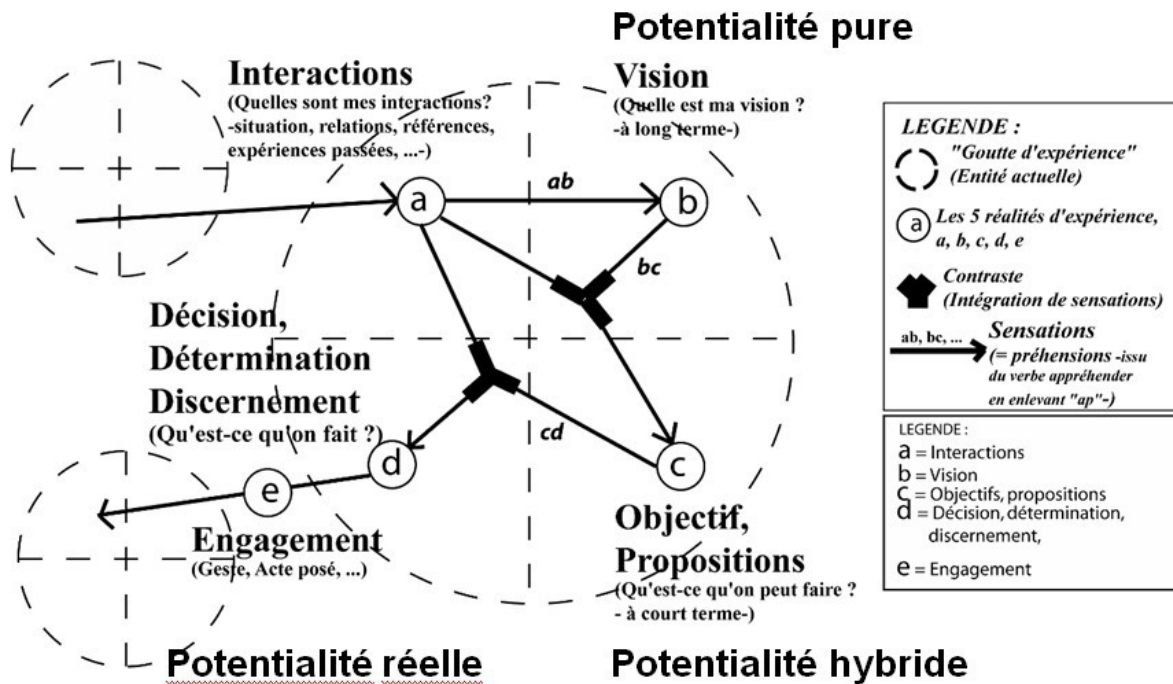 Potentialité pure
Interactions
(Quelles sont mes interactions?
-situation, relations, références,
expériences passées, ...-)
Vision
(Quelle est ma vision ?
-à long terme-)
a
ab
b
bc
Décision,
Détermination
Discernement
(Qu'est-ce qu'on fait ?)
cd
d
c
e
Engagement
(Geste, Acte posé, ...)
Objectif,
Propositions
(Qu'est-ce qu'on peut faire ?
- à court terme-)
Potentialité réelle
Potentialité hybride
LEGENDE :
"Goutte d'expérience"
(Entité actuelle)
a
Les 5 réalités d'expérience,
a, b, c, d, e
Contraste
(Intégration de sensations)
ab, bc, ...
Sensations
(= préhensions -issu
du verbe appréhender
en enlevant "ap"-)
LEGENDE :
a = Interactions
b = Vision
c = Objectifs, propositions
d = Décision, détermination,
discernement,
e = Engagement